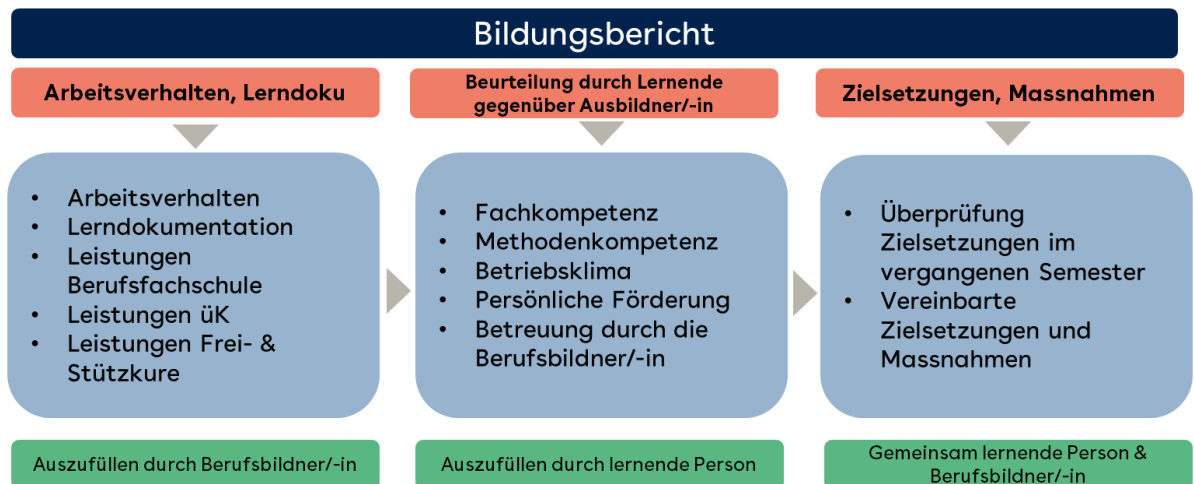 Bildungsbericht
Arbeitsverhalten, Lerndoku
Beurteilung durch Lernende
gegenüber Ausbildner/-in
Zielsetzungen, Massnahmen
• Arbeitsverhalten
• Lerndokumentation
• Leistungen
Berufsfachschule
• Leistungen üK
• Leistungen Frei- &
Stützkure
• Fachkompetenz
• Methodenkompetenz
• Betriebsklima
• Persönliche Förderung
• Betreuung durch die
Berufsbildner/-in
• Überprüfung
Zielsetzungen im
vergangenen Semester
• Vereinbarte
Zielsetzungen und
Massnahmen
Auszufüllen durch Berufsbildner/-in
Auszufüllen durch lernende Person
Gemeinsam lernende Person &
Berufsbildner/-in